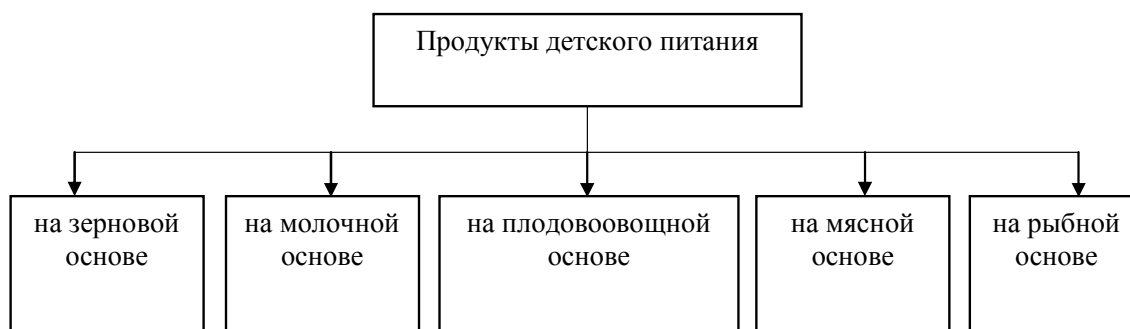 Продукты детского питания
на зерновой
основе
на молочной
основе
на плодовоовощной
основе
на мясной
основе
на рыбной
основе